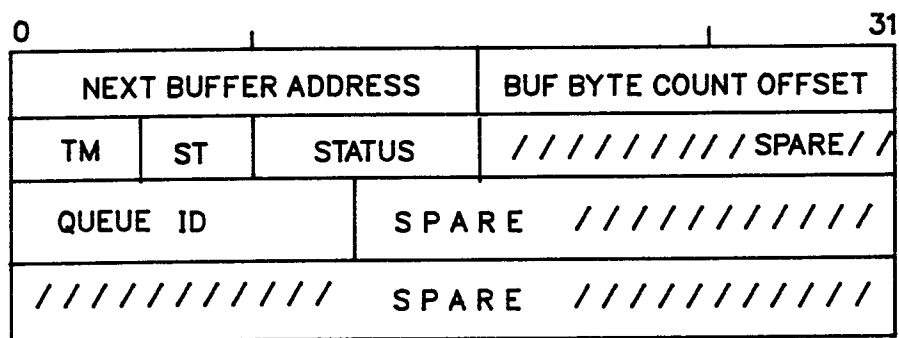 0 31
NEXT BUFFER ADDRESS BUF BYTE COUNT OFFSET
TM ST STATUS / / / / / / / / / SPARE / /
QUEUE ID SPARE / / / / / / / / / / /
/ / / / / / / / / / / SPARE / / / / / / / / / / /